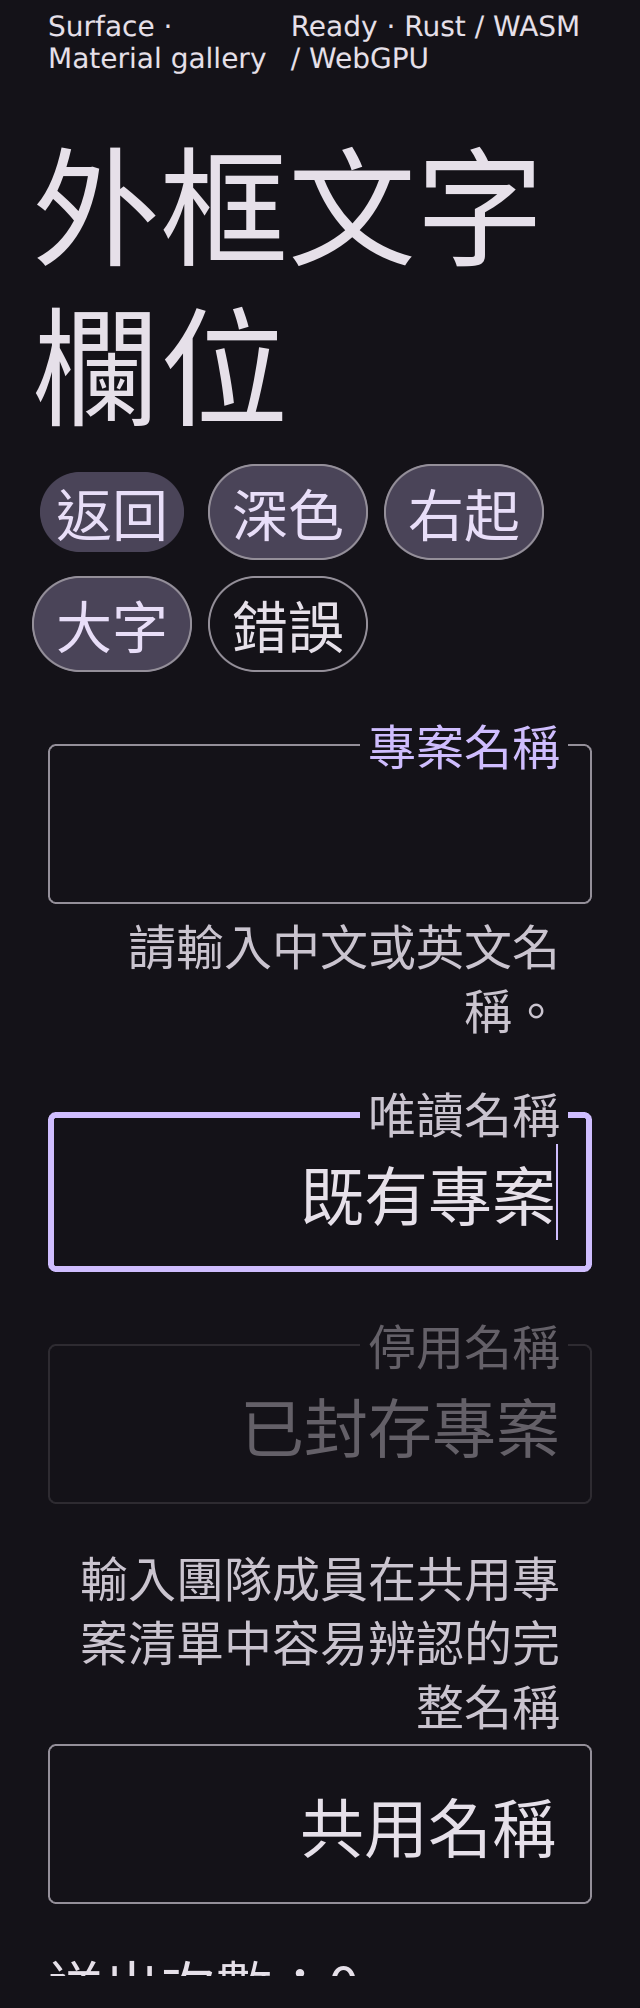 Surface ·
Material gallery
Ready · Rust / WASM
/ WebGPU
外框文字
欄位
返回 深色 右起
大字 錯誤
專案名稱
請輸入中文或英文名
稱。
唯讀名稱
既有專案
停用名稱
已封存專案
輸入團隊成員在共用專
案清單中容易辨認的完
整名稱
共用名稱